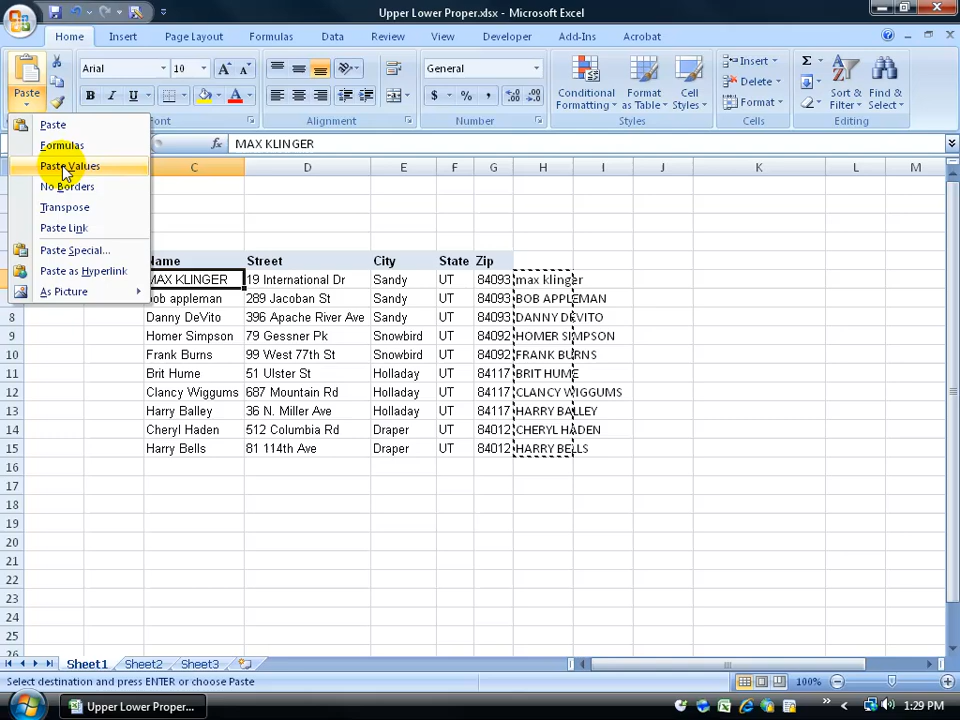 Upper Lower Proper.xlsx - Microsoft Excel
Home Insert Page Layout Formulas Data Review View Developer Add-Ins Acrobat
Paste
Arial 10
General
B I U
$ % ,
Conditional Formatting
Format as Table
Cell Styles
Insert
Delete
Format
Sort & Filter
Find & Select
Font Alignment Number Styles Cells Editing
fx MAX KLINGER
Paste
Formulas
Paste Values
No Borders
Transpose
Paste Link
Paste Special...
Paste as Hyperlink
As Picture
C D E F G H I J K L M
Name Street City State Zip
MAX KLINGER 19 International Dr Sandy UT 84093 max klinger
bob appleman 289 Jacoban St Sandy UT 84093 BOB APPLEMAN
8 Danny DeVito 396 Apache River Ave Sandy UT 84093 DANNY DEVITO
9 Homer Simpson 79 Gessner Pk Snowbird UT 84092 HOMER SIMPSON
10 Frank Burns 99 West 77th St Snowbird UT 84092 FRANK BURNS
11 Brit Hume 51 Ulster St Holladay UT 84117 BRIT HUME
12 Clancy Wiggums 687 Mountain Rd Holladay UT 84117 CLANCY WIGGUMS
13 Harry Balley 36 N. Miller Ave Holladay UT 84117 HARRY BALLEY
14 Cheryl Haden 512 Columbia Rd Draper UT 84012 CHERYL HADEN
15 Harry Bells 81 114th Ave Draper UT 84012 HARRY BELLS
16
17
18
19
20
21
22
23
24
25
26
Sheet1 Sheet2 Sheet3
Select destination and press ENTER or choose Paste
100%
Upper Lower Proper...
1:29 PM